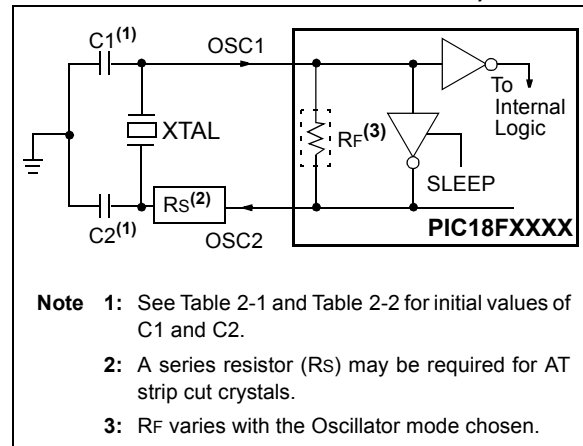 C1(1)
OSC1
To
Internal
Logic
XTAL
RF(3)
SLEEP
RS(2)
C2(1)
OSC2
PIC18FXXXX
Note 1: See Table 2-1 and Table 2-2 for initial values of
C1 and C2.
2: A series resistor (RS) may be required for AT
strip cut crystals.
3: RF varies with the Oscillator mode chosen.